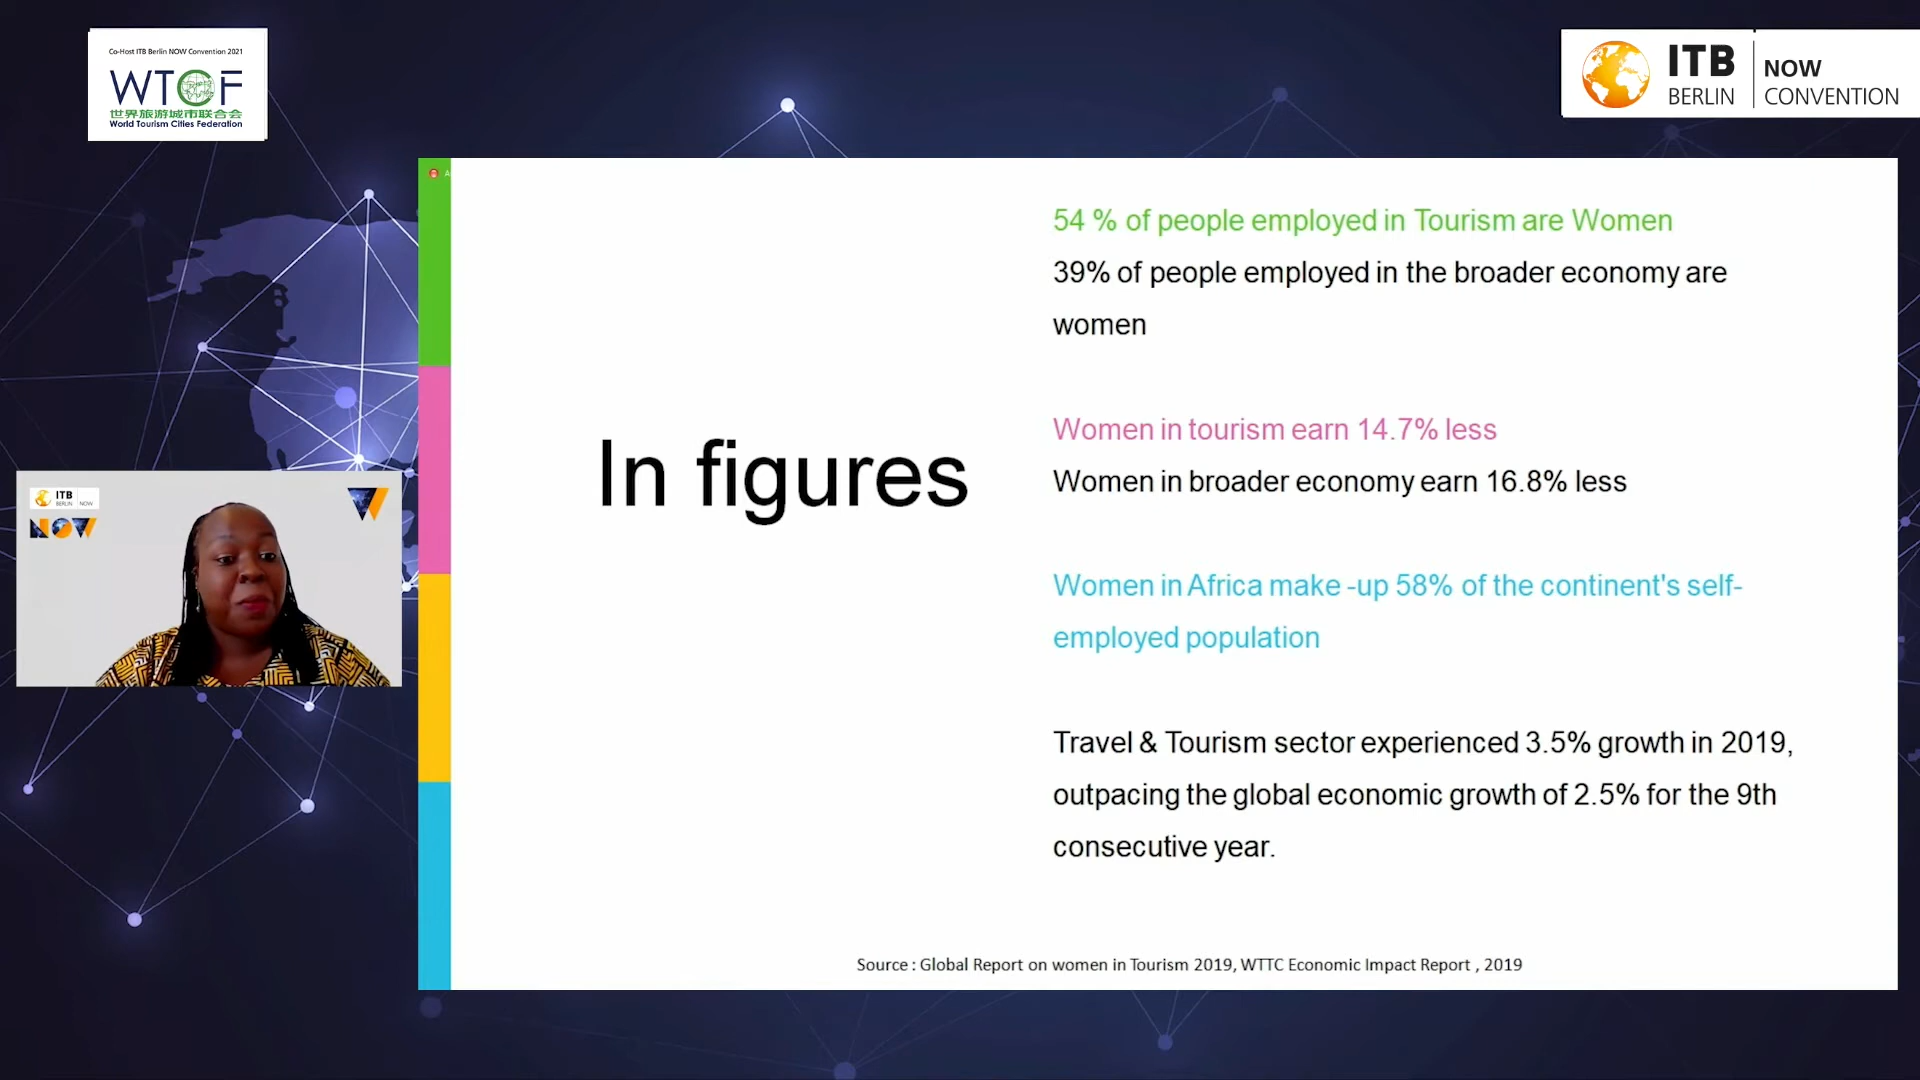 Co-Host ITB Berlin NOW Convention 2021
WTCF
世界旅游城市联合会
World Tourism Cities Federation
ITB
BERLIN
NOW
CONVENTION
54 % of people employed in Tourism are Women
39% of people employed in the broader economy are
women
Women in tourism earn 14.7% less
Women in broader economy earn 16.8% less
In figures
Women in Africa make -up 58% of the continent's self-
employed population
Travel & Tourism sector experienced 3.5% growth in 2019,
outpacing the global economic growth of 2.5% for the 9th
consecutive year.
Source : Global Report on women in Tourism 2019, WTTC Economic Impact Report , 2019
ITB
BERLIN
NOW
NOW